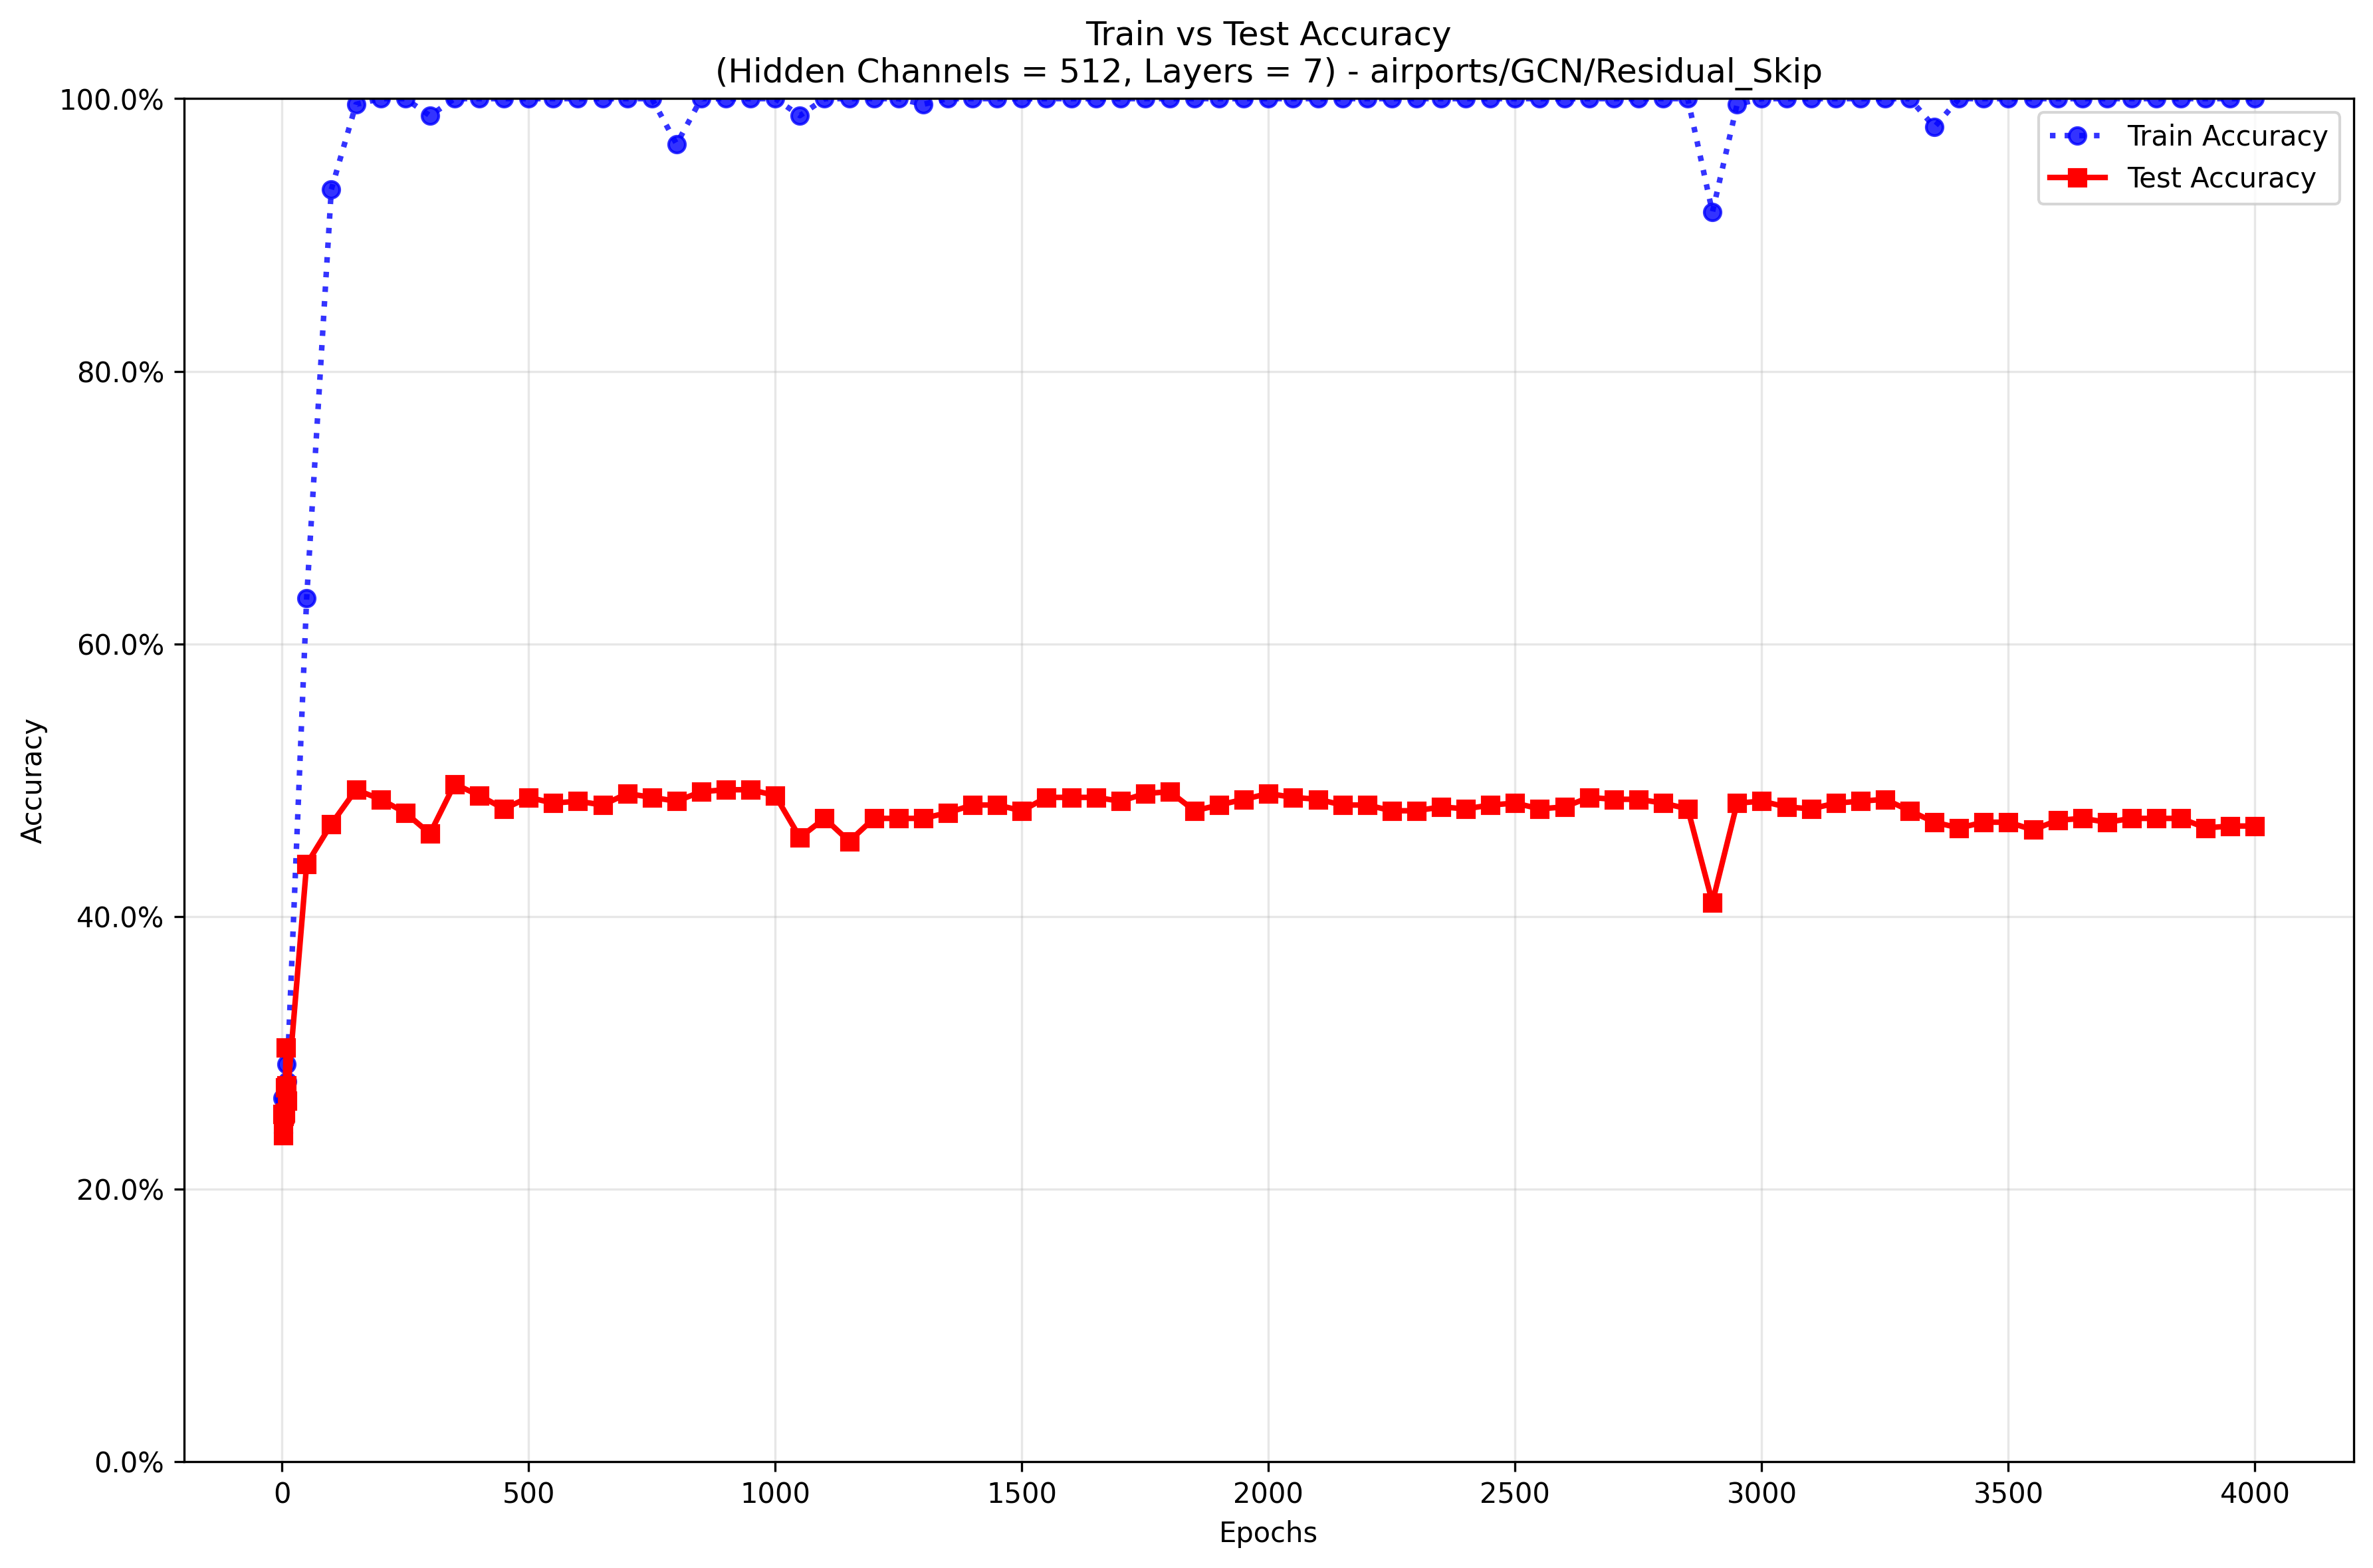 Train vs Test Accuracy
(Hidden Channels = 512, Layers = 7) - airports/GCN/Residual_Skip
100.0%
80.0%
60.0%
40.0%
20.0%
0.0%
Accuracy
Train Accuracy
Test Accuracy
0 500 1000 1500 2000 2500 3000 3500 4000
Epochs